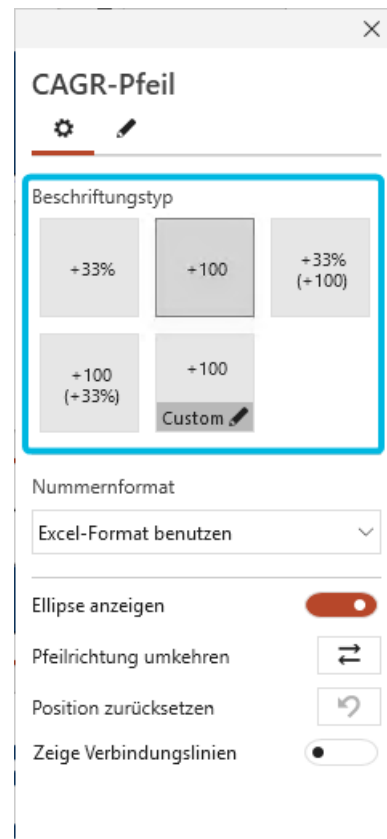 CAGR-Pfeil
Beschriftungstyp
+33%
+100
+33%
(+100)
+100
(+33%)
+100
Custom
Nummernformat
Excel-Format benutzen
Ellipse anzeigen
Pfeilrichtung umkehren
Position zurücksetzen
Zeige Verbindungslinien